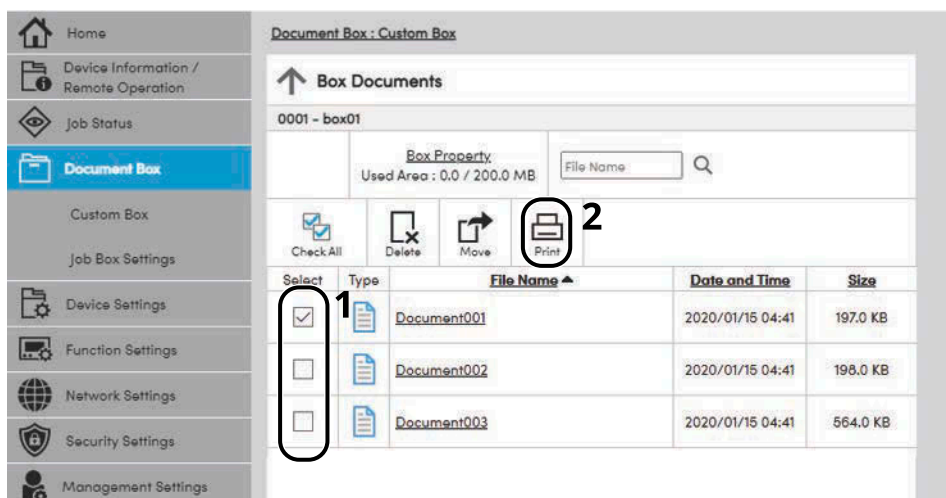 Home
Device Information /
Remote Operation
Job Status
Document Box
Custom Box
Job Box Settings
Device Settings
Function Settings
Network Settings
Security Settings
Management Settings
Document Box : Custom Box
Box Documents
0001 - box01
Box Property
Used Area : 0.0 / 200.0 MB
File Name
Check All Delete Move Print 2
Select Type File Name Date and Time Size
1
Document001 2020/01/15 04:41 197.0 KB
Document002 2020/01/15 04:41 198.0 KB
Document003 2020/01/15 04:41 564.0 KB